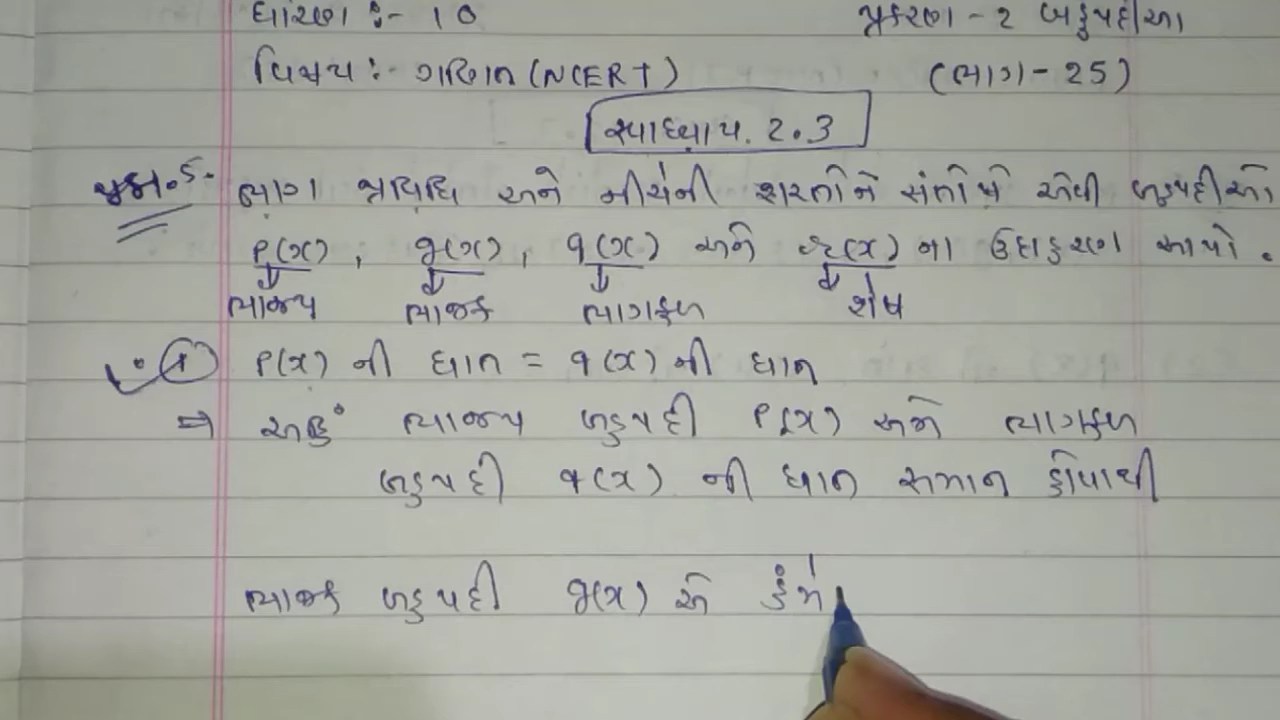 ધોરણ :- 10 પ્રકરણ - 2 બહુપદીઓ
વિષય :- ગણિત (NCERT) (ભાગ - 25)
સ્વાધ્યાય. 2.3
પ્રશ્ન.5. ભાગ પ્રવિધિ અને નીચેની શરતોને સંતોષે એવી બહુપદીઓ
P(x), g(x), q(x) અને r(x) ના ઉદાહરણ આપો.
ભાજ્ય ભાજક ભાગફળ શેષ
P(x) ની ઘાત = q(x) ની ઘાત
⇒ અહીં ભાજ્ય બહુપદી P(x) અને ભાગફળ
બહુપદી q(x) ની ઘાત સમાન હોવાથી
ભાજક બહુપદી g(x) એ